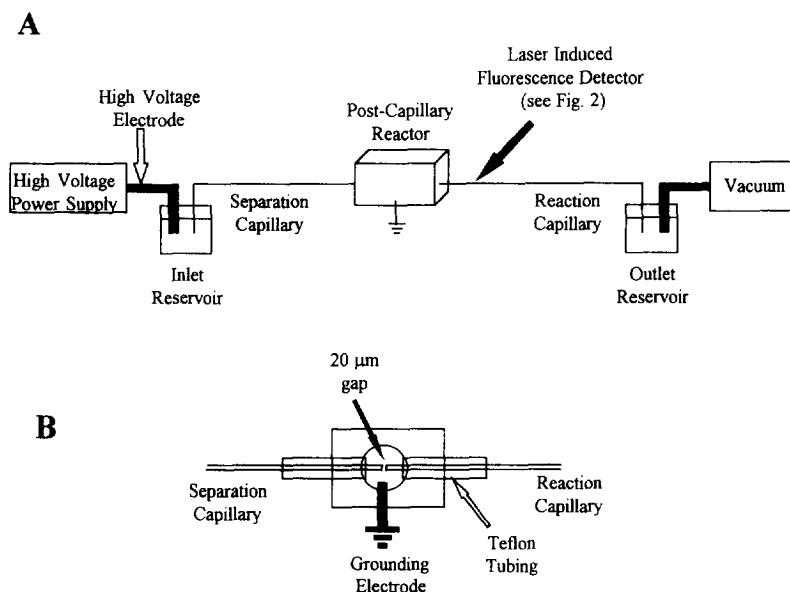 A
Laser Induced
Fluorescence Detector
(see Fig. 2)
High Voltage
Electrode
Post-Capillary
Reactor
High Voltage
Power Supply
Separation
Capillary
Reaction
Capillary
Vacuum
Inlet
Reservoir
Outlet
Reservoir
B
20 μm
gap
Separation
Capillary
Reaction
Capillary
Grounding
Electrode
Teflon
Tubing